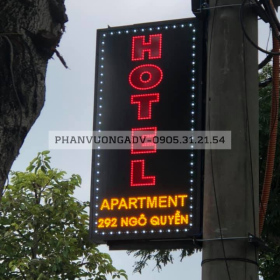 HOTEL
PHANVUONGADV-0905.31.21.54
APARTMENT
292 NGÔ QUYỀN